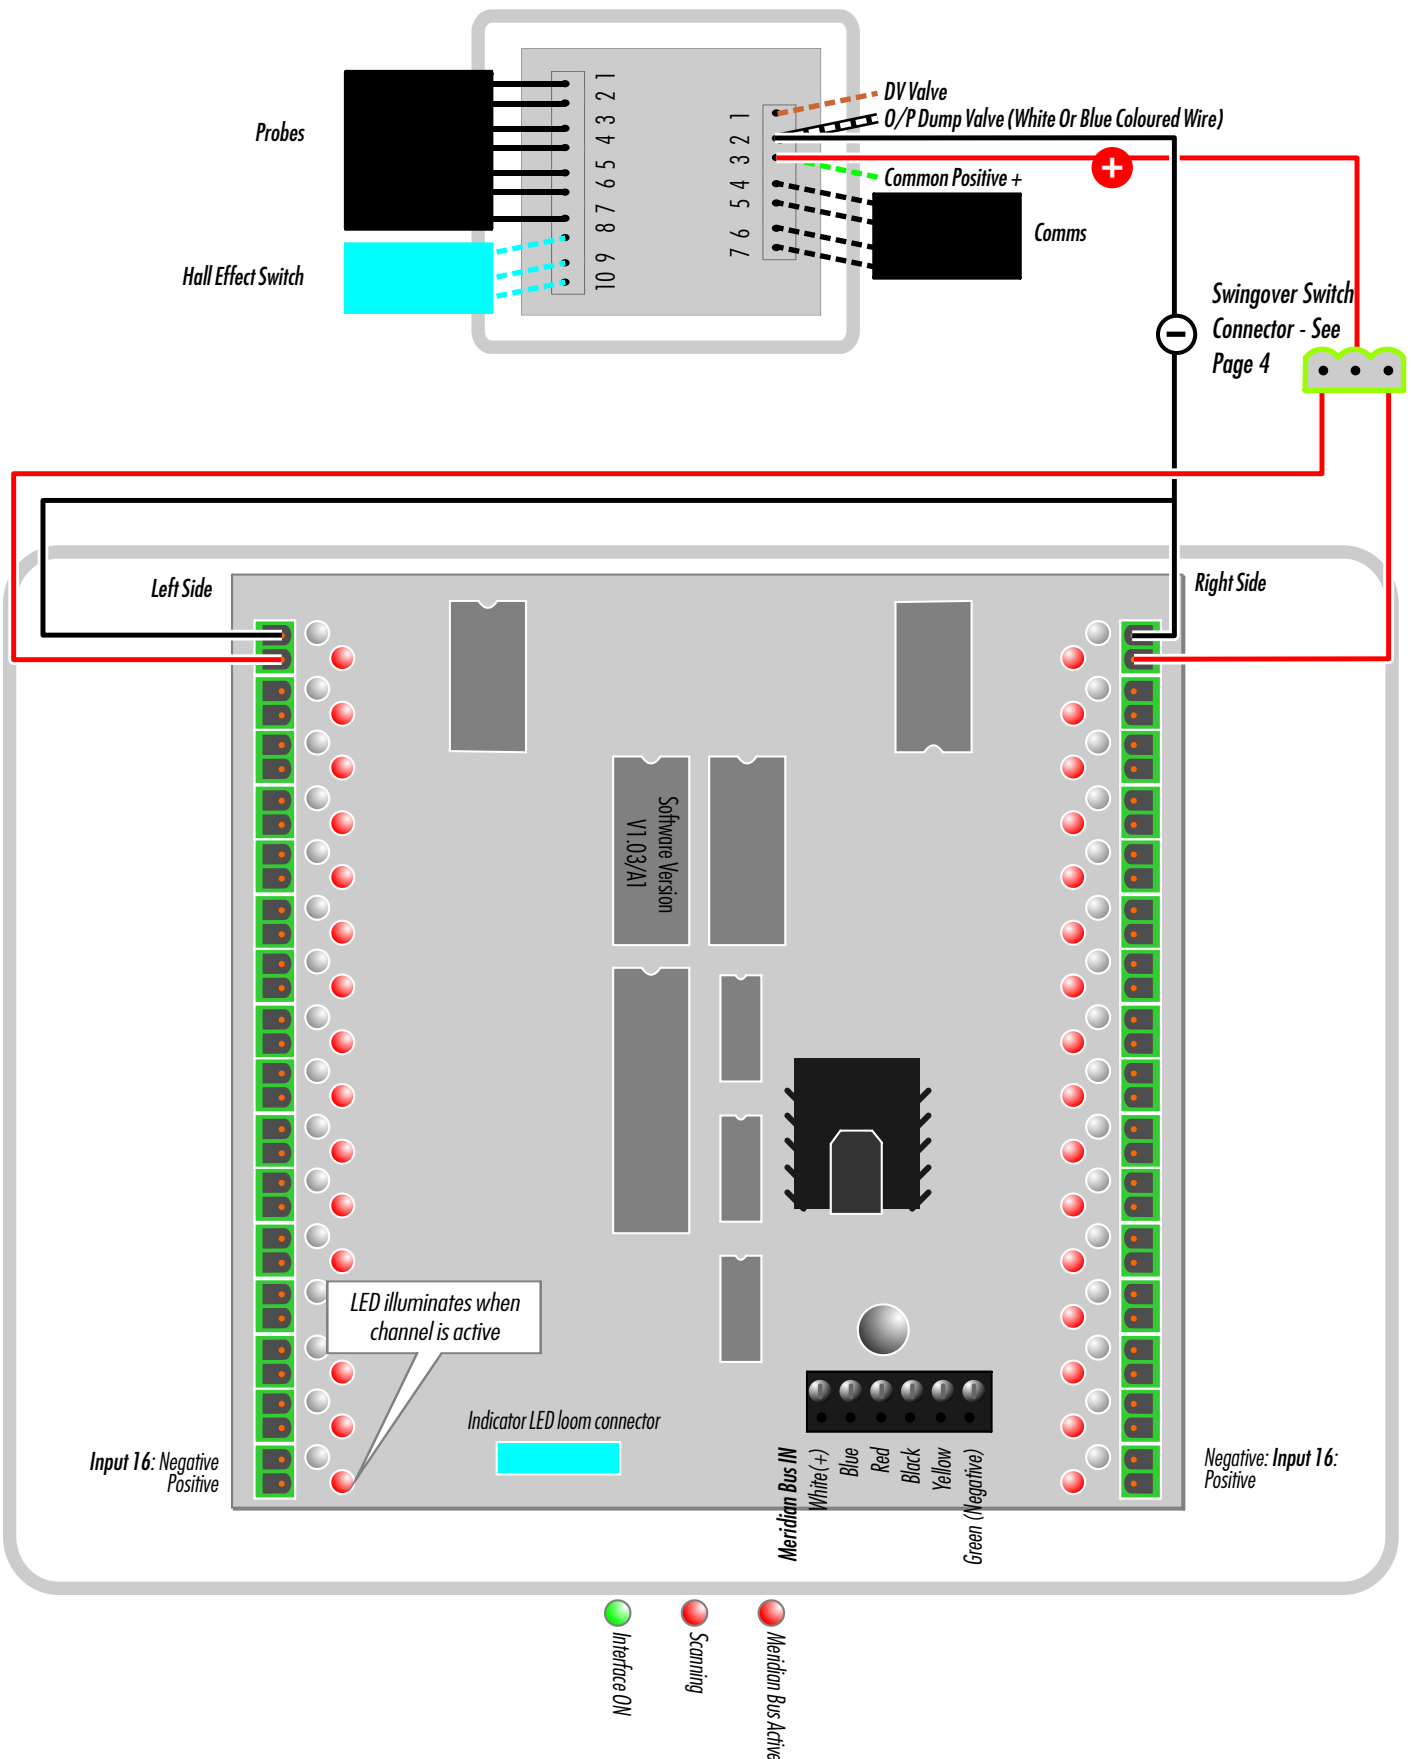 DV Valve
O/P Dump Valve (White Or Blue Coloured Wire)
Probes
1
2
3
4
5
6
7
8
9
10
1
2
3
4
5
6
7
+
Common Positive +
Comms
Hall Effect Switch
Swingover Switch
Connector - See
Page 4
−
Left Side
Right Side
Software Version
V1.03/A1
LED illuminates when
channel is active
Indicator LED loom connector
Input 16: Negative
Positive
Negative: Input 16:
Positive
Meridian Bus IN
White(+)
Blue
Red
Black
Yellow
Green (Negative)
Interface ON
Scanning
Meridian Bus Active